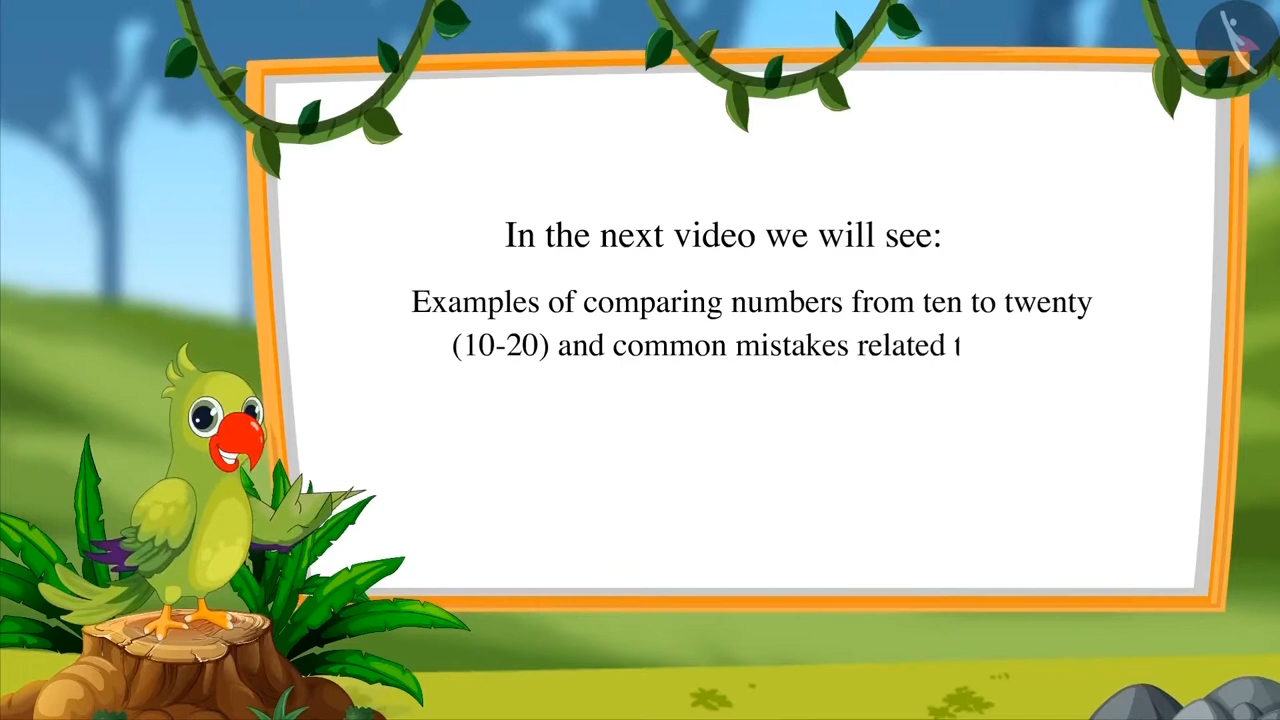 In the next video we will see:
Examples of comparing numbers from ten to twenty
(10-20) and common mistakes related t